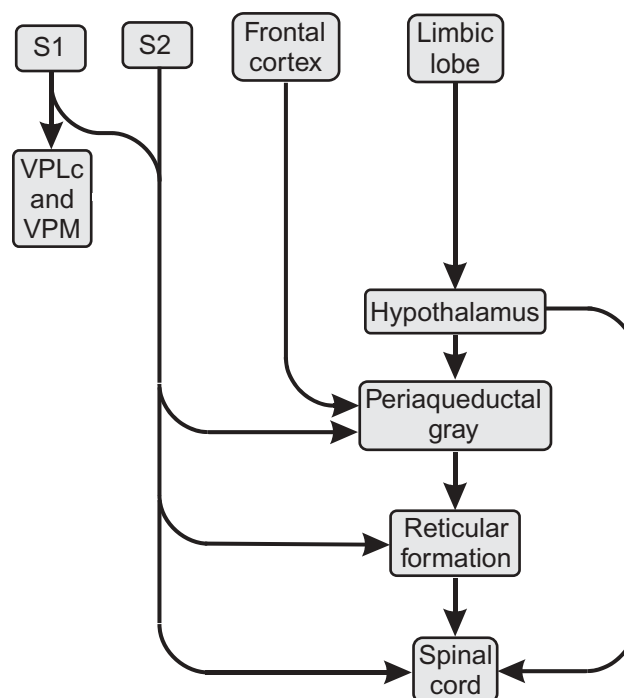 S1
S2
Frontal
cortex
Limbic
lobe
VPLc
and
VPM
Hypothalamus
Periaqueductal
gray
Reticular
formation
Spinal
cord